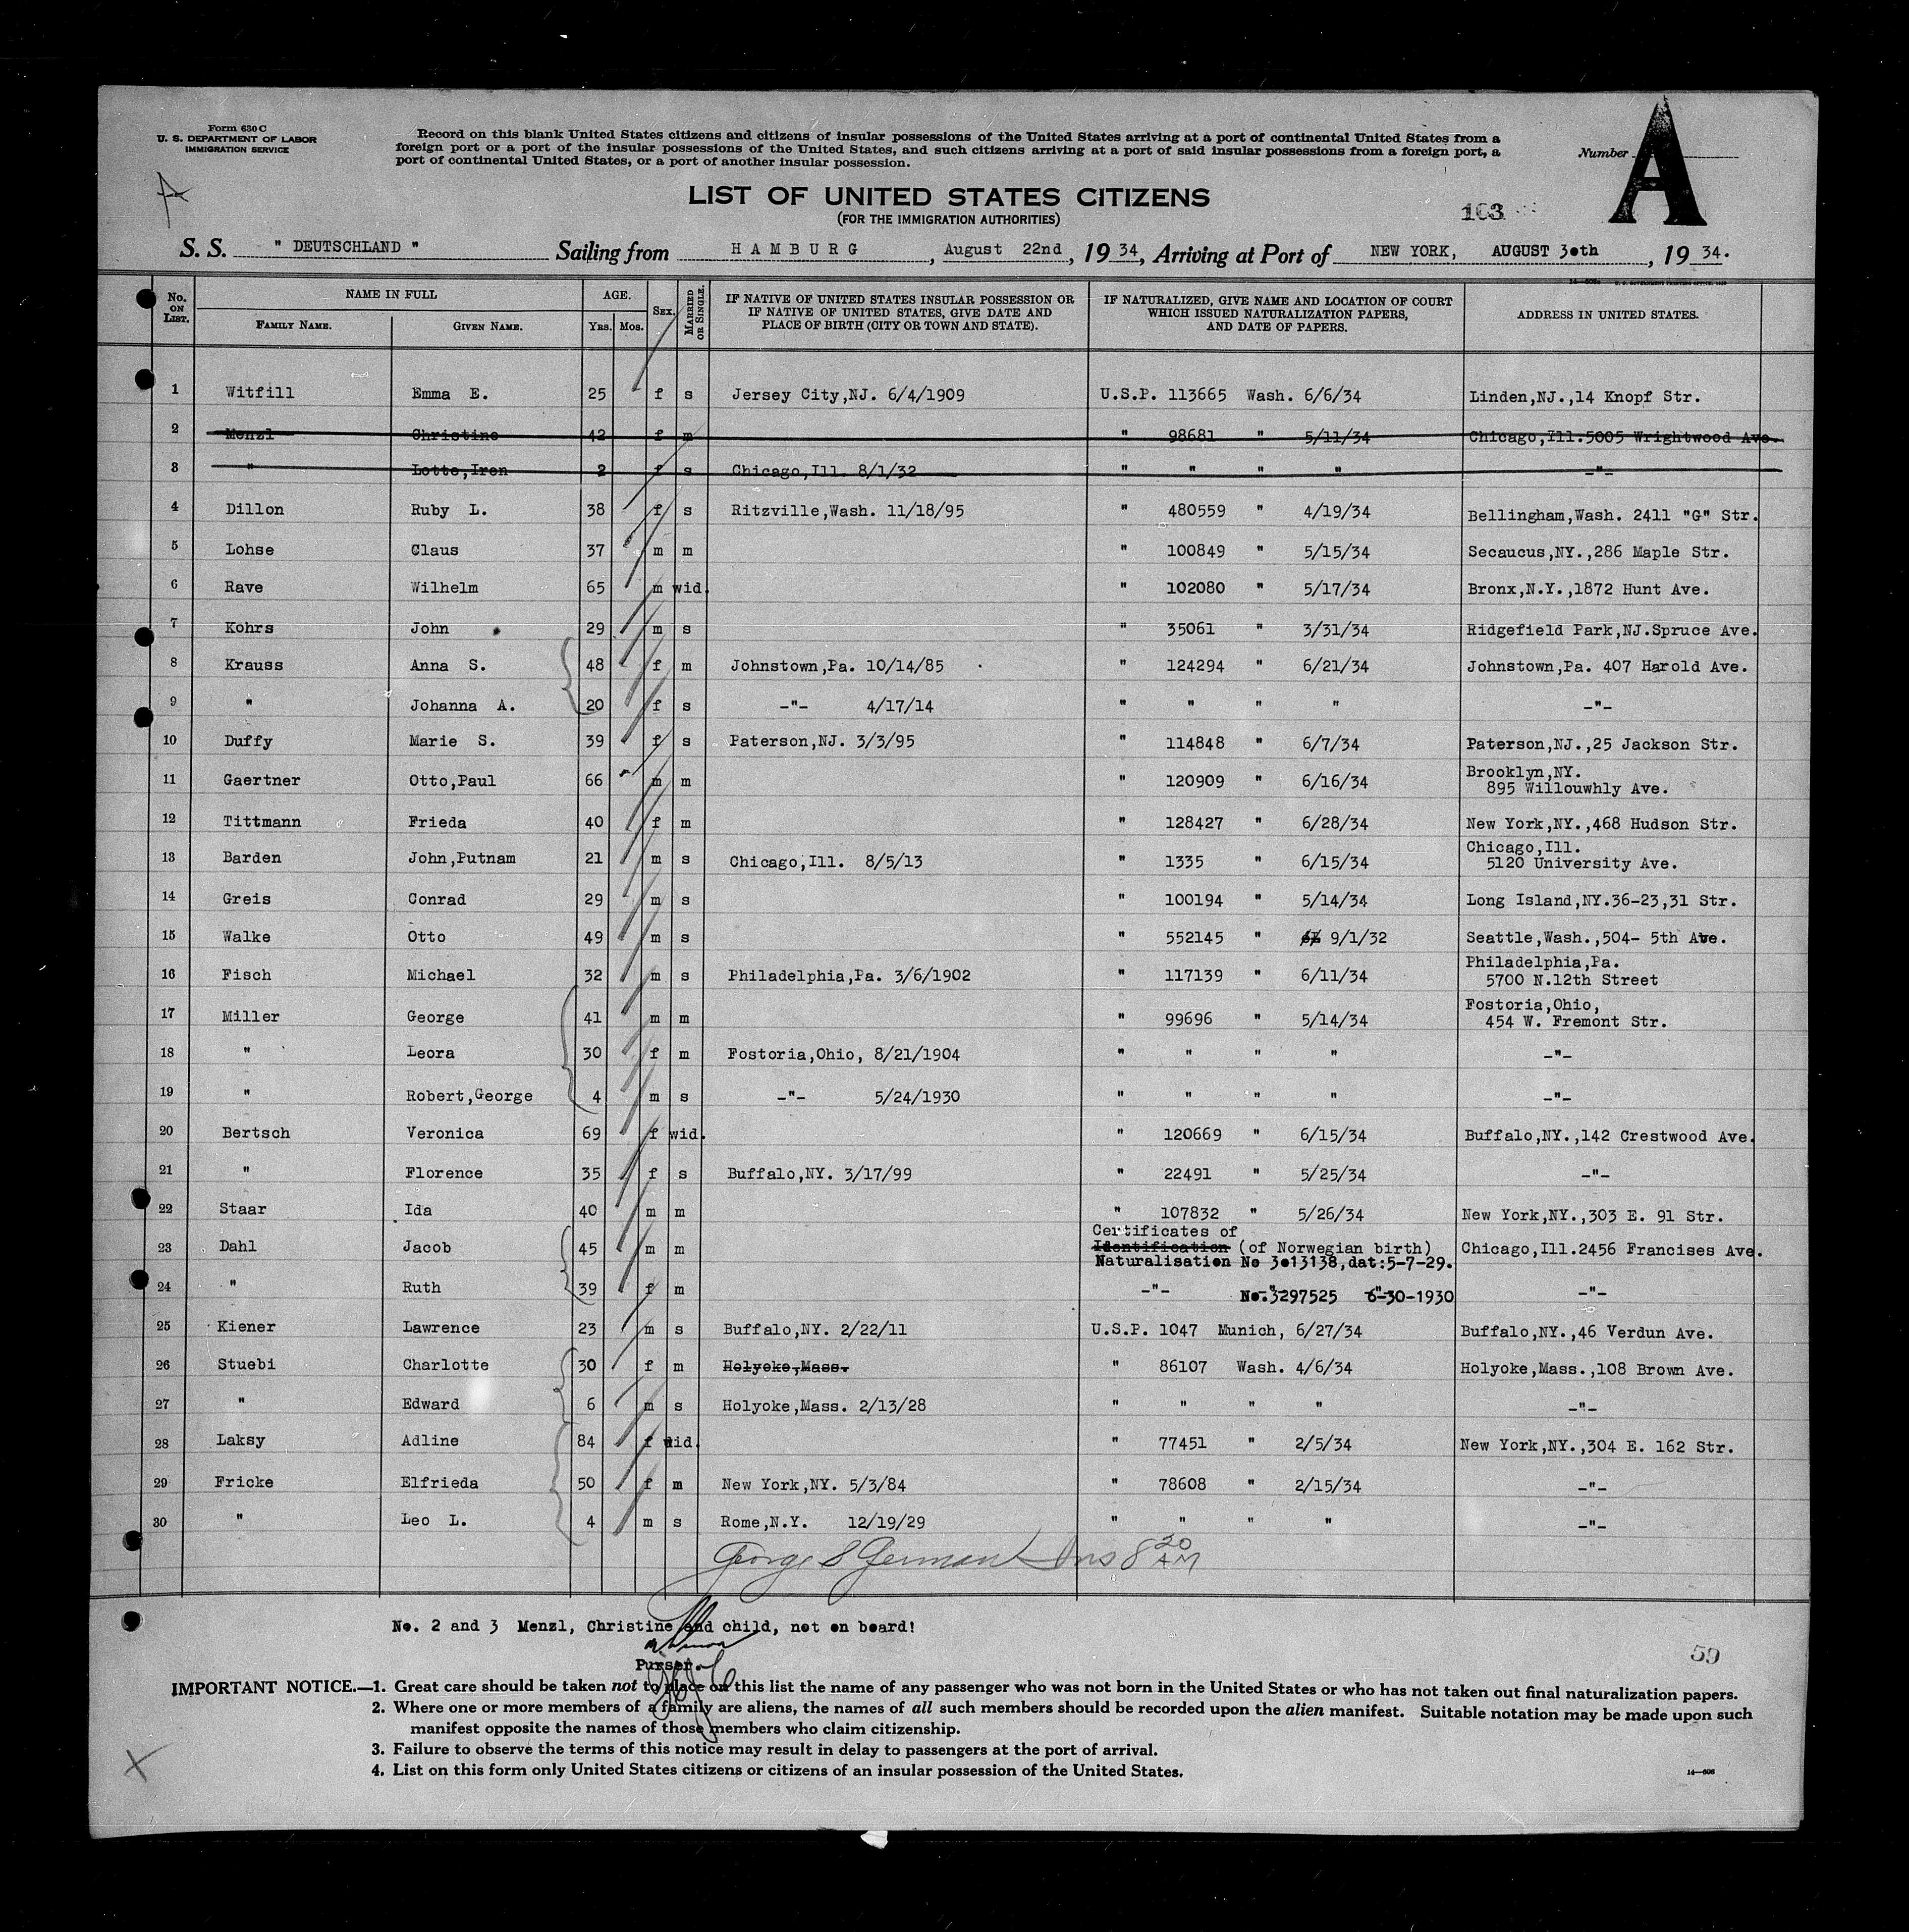 Form 630 C
U. S. DEPARTMENT OF LABOR
IMMIGRATION SERVICE
Record on this blank United States citizens and citizens of insular possessions of the United States arriving at a port of continental United States from a
foreign port or a port of the insular possessions of the United States, and such citizens arriving at a port of said insular possessions from a foreign port, a
port of continental United States, or a port of another insular possession.
Number A
LIST OF UNITED STATES CITIZENS
(FOR THE IMMIGRATION AUTHORITIES)
163
S. S. " DEUTSCHLAND " Sailing from HAMBURG, August 22nd, 19 34, Arriving at Port of NEW YORK, AUGUST 30th, 19 34.
No. ON LIST. NAME IN FULL FAMILY NAME. GIVEN NAME. AGE. Yrs. Mos. SEX. MARRIED OR SINGLE. IF NATIVE OF UNITED STATES INSULAR POSSESSION OR IF NATIVE OF UNITED STATES, GIVE DATE AND PLACE OF BIRTH (CITY OR TOWN AND STATE). IF NATURALIZED, GIVE NAME AND LOCATION OF COURT WHICH ISSUED NATURALIZATION PAPERS, AND DATE OF PAPERS. ADDRESS IN UNITED STATES.
1 Witfill Emma E. 25 f s Jersey City,NJ. 6/4/1909 U.S.P. 113665 Wash. 6/6/34 Linden,NJ.,14 Knopf Str.
2 Menzl Christine 42 f m " 98681 " 5/11/34 Chicago,Ill.5005 Wrightwood Ave.
3 " Lotte,Iren 2 f s Chicago,Ill. 8/1/32 " " " " -"-
4 Dillon Ruby L. 38 f s Ritzville,Wash. 11/18/95 " 480559 " 4/19/34 Bellingham,Wash. 2411 "G" Str.
5 Lohse Claus 37 m m " 100849 " 5/15/34 Secaucus,NY.,286 Maple Str.
6 Rave Wilhelm 65 m wid. " 102080 " 5/17/34 Bronx,N.Y.,1872 Hunt Ave.
7 Kohrs John 29 m s " 35061 " 3/31/34 Ridgefield Park,NJ.Spruce Ave.
8 Krauss Anna S. 48 f m Johnstown,Pa. 10/14/85 " 124294 " 6/21/34 Johnstown,Pa. 407 Harold Ave.
9 " Johanna A. 20 f s -"- 4/17/14 " " " " -"-
10 Duffy Marie S. 39 f s Paterson,NJ. 3/3/95 " 114848 " 6/7/34 Paterson,NJ.,25 Jackson Str.
11 Gaertner Otto,Paul 66 m m " 120909 " 6/16/34 Brooklyn,NY.
895 Willouwhly Ave.
12 Tittmann Frieda 40 f m " 128427 " 6/28/34 New York,NY.,468 Hudson Str.
13 Barden John,Putnam 21 m s Chicago,Ill. 8/5/13 " 1335 " 6/15/34 Chicago,Ill.
5120 University Ave.
14 Greis Conrad 29 m s " 100194 " 5/14/34 Long Island,NY.36-23,31 Str.
15 Walke Otto 49 m s " 552145 " 9/1/32 Seattle,Wash.,504- 5th Ave.
16 Fisch Michael 32 m s Philadelphia,Pa. 3/6/1902 " 117139 " 6/11/34 Philadelphia,Pa.
5700 N.12th Street
17 Miller George 41 m m " 99696 " 5/14/34 Fostoria,Ohio,
454 W. Fremont Str.
18 " Leora 30 f m Fostoria,Ohio, 8/21/1904 " " " " -"-
19 " Robert,George 4 m s -"- 5/24/1930 " " " " -"-
20 Bertsch Veronica 69 f wid. " 120669 " 6/15/34 Buffalo,NY.,142 Crestwood Ave.
21 " Florence 35 f s Buffalo,NY. 3/17/99 " 22491 " 5/25/34 -"-
22 Staar Ida 40 m m " 107832 " 5/26/34 New York,NY.,303 E. 91 Str.
Certificates of
23 Dahl Jacob 45 m m Identification (of Norwegian birth) Chicago,Ill.2456 Francises Ave.
Naturalisation No 3013138,dat:5-7-29.
24 " Ruth 39 f m -"- No.3297525 6-30-1930 -"-
25 Kiener Lawrence 23 m s Buffalo,NY. 2/22/11 U.S.P. 1047 Munich, 6/27/34 Buffalo,NY.,46 Verdun Ave.
26 Stuebi Charlotte 30 f m Holyoke,Mass. " 86107 Wash. 4/6/34 Holyoke,Mass.,108 Brown Ave.
27 " Edward 6 m s Holyoke,Mass. 2/13/28 " " " " -"-
28 Laksy Adline 84 f wid. " 77451 " 2/5/34 New York,NY.,304 E. 162 Str.
29 Fricke Elfrieda 50 f m New York,NY. 5/3/84 " 78608 " 2/15/34 -"-
30 " Leo L. 4 m s Rome,N.Y. 12/19/29 " " " " -"-
George S German Ins 8 20 AM
No. 2 and 3 Menzl, Christine and child, not on board!
Purser.
59
IMPORTANT NOTICE.—1. Great care should be taken not to place on this list the name of any passenger who was not born in the United States or who has not taken out final naturalization papers.
2. Where one or more members of a family are aliens, the names of all such members should be recorded upon the alien manifest. Suitable notation may be made upon such
manifest opposite the names of those members who claim citizenship.
3. Failure to observe the terms of this notice may result in delay to passengers at the port of arrival.
4. List on this form only United States citizens or citizens of an insular possession of the United States.
14—608